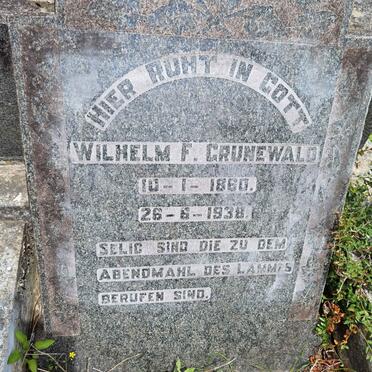 HIER RUHT IN GOTT
WILHELM F. GRUNEWALD
10-1-1860.
26-6-1938.
SELIG SIND DIE ZU DEM
ABENDMAHL DES LAMMES
BERUFEN SIND.